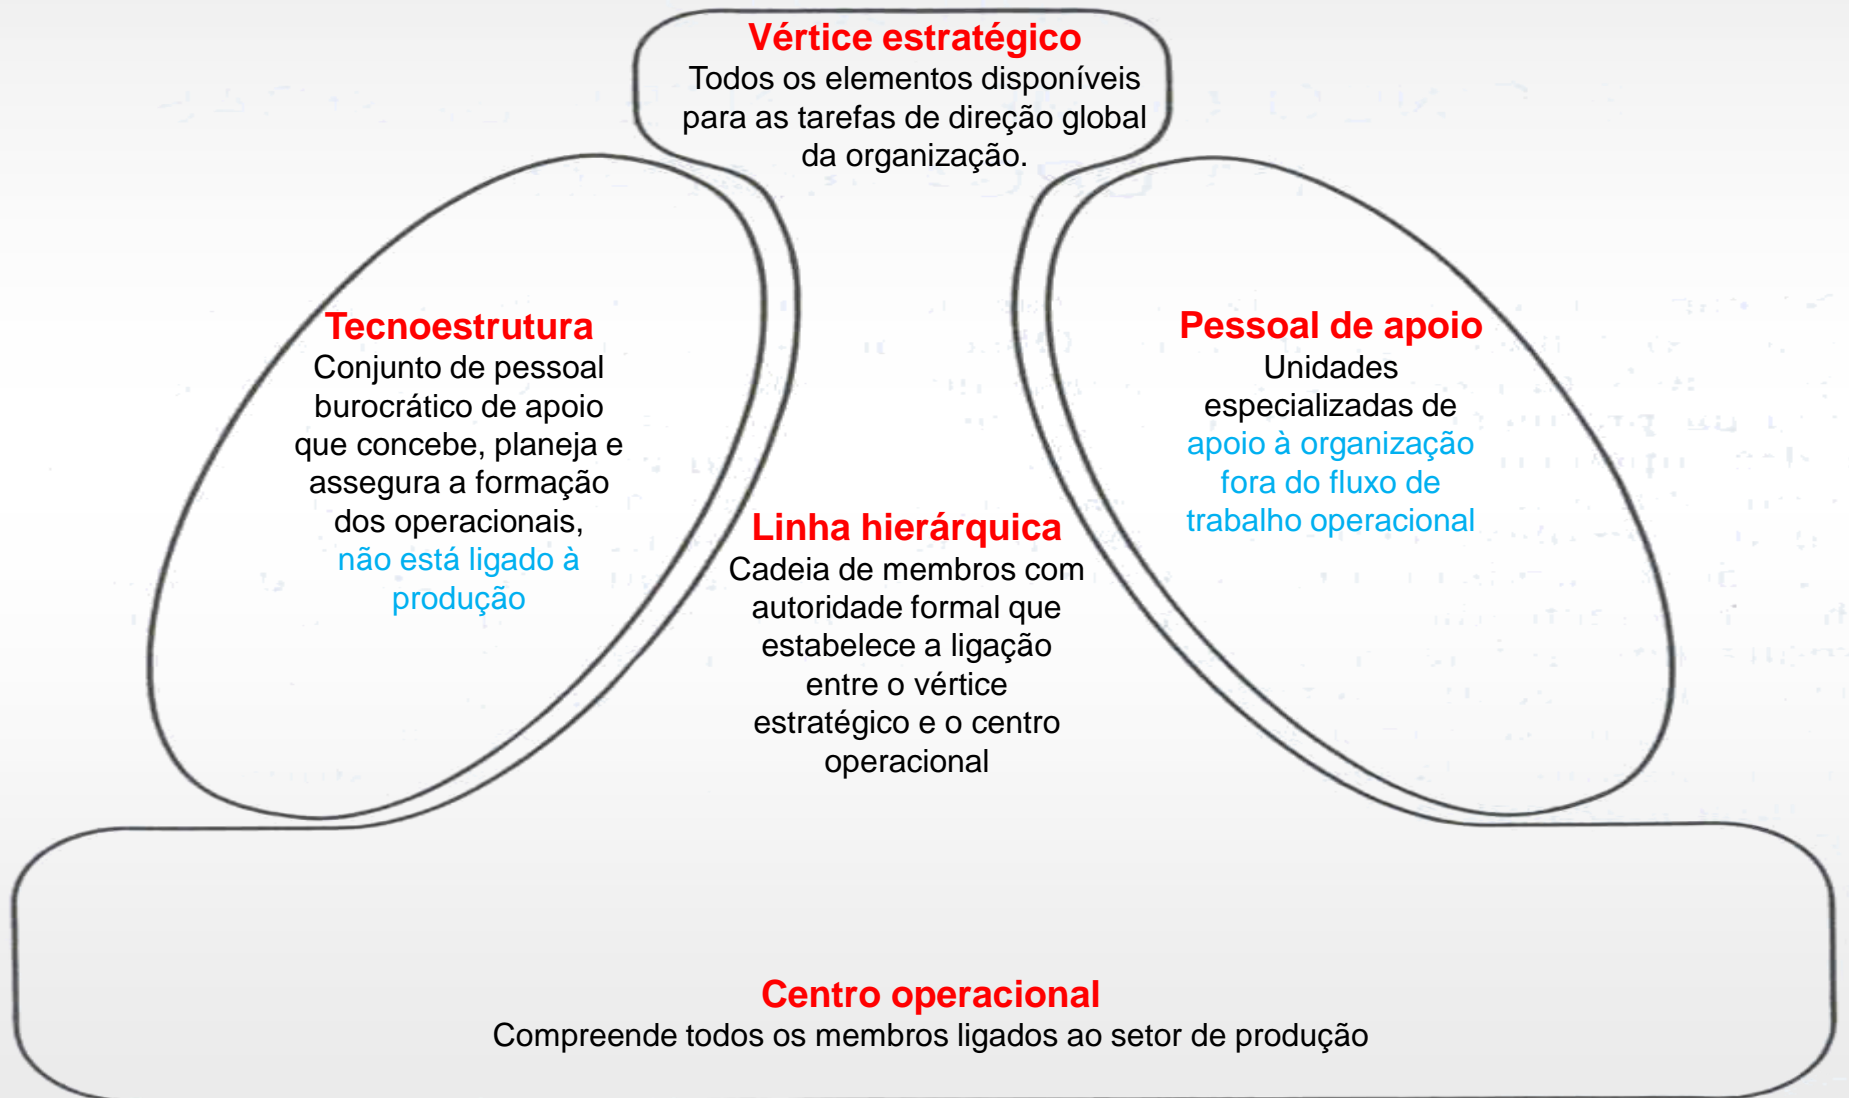 Vértice estratégico
Todos os elementos disponíveis
para as tarefas de direção global
da organização.
Tecnoestrutura
Conjunto de pessoal
burocrático de apoio
que concebe, planeja e
assegura a formação
dos operacionais,
não está ligado à
produção
Linha hierárquica
Cadeia de membros com
autoridade formal que
estabelece a ligação
entre o vértice
estratégico e o centro
operacional
Pessoal de apoio
Unidades
especializadas de
apoio à organização
fora do fluxo de
trabalho operacional
Centro operacional
Compreende todos os membros ligados ao setor de produção